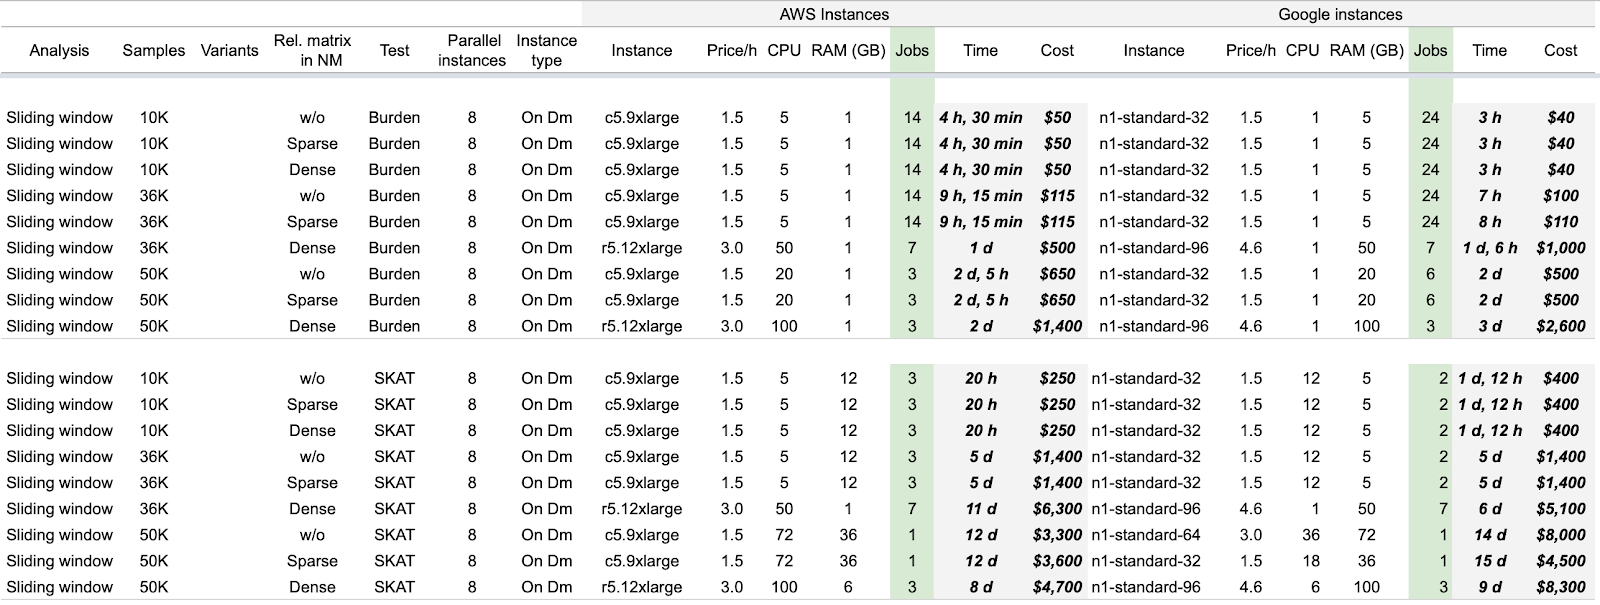 AWS Instances Google instances
Analysis Samples Variants Rel. matrix in NM Test Parallel instances Instance type Instance Price/h CPU RAM (GB) Jobs Time Cost Instance Price/h CPU RAM (GB) Jobs Time Cost
Sliding window 10K w/o Burden 8 On Dm c5.9xlarge 1.5 5 1 14 4 h, 30 min $50 n1-standard-32 1.5 1 5 24 3 h $40
Sliding window 10K Sparse Burden 8 On Dm c5.9xlarge 1.5 5 1 14 4 h, 30 min $50 n1-standard-32 1.5 1 5 24 3 h $40
Sliding window 10K Dense Burden 8 On Dm c5.9xlarge 1.5 5 1 14 4 h, 30 min $50 n1-standard-32 1.5 1 5 24 3 h $40
Sliding window 36K w/o Burden 8 On Dm c5.9xlarge 1.5 5 1 14 9 h, 15 min $115 n1-standard-32 1.5 1 5 24 7 h $100
Sliding window 36K Sparse Burden 8 On Dm c5.9xlarge 1.5 5 1 14 9 h, 15 min $115 n1-standard-32 1.5 1 5 24 8 h $110
Sliding window 36K Dense Burden 8 On Dm r5.12xlarge 3.0 50 1 7 1 d $500 n1-standard-96 4.6 1 50 7 1 d, 6 h $1,000
Sliding window 50K w/o Burden 8 On Dm c5.9xlarge 1.5 20 1 3 2 d, 5 h $650 n1-standard-32 1.5 1 20 6 2 d $500
Sliding window 50K Sparse Burden 8 On Dm c5.9xlarge 1.5 20 1 3 2 d, 5 h $650 n1-standard-32 1.5 1 20 6 2 d $500
Sliding window 50K Dense Burden 8 On Dm r5.12xlarge 3.0 100 1 3 2 d $1,400 n1-standard-96 4.6 1 100 3 3 d $2,600
Sliding window 10K w/o SKAT 8 On Dm c5.9xlarge 1.5 5 12 3 20 h $250 n1-standard-32 1.5 12 5 2 1 d, 12 h $400
Sliding window 10K Sparse SKAT 8 On Dm c5.9xlarge 1.5 5 12 3 20 h $250 n1-standard-32 1.5 12 5 2 1 d, 12 h $400
Sliding window 10K Dense SKAT 8 On Dm c5.9xlarge 1.5 5 12 3 20 h $250 n1-standard-32 1.5 12 5 2 1 d, 12 h $400
Sliding window 36K w/o SKAT 8 On Dm c5.9xlarge 1.5 5 12 3 5 d $1,400 n1-standard-32 1.5 12 5 2 5 d $1,400
Sliding window 36K Sparse SKAT 8 On Dm c5.9xlarge 1.5 5 12 3 5 d $1,400 n1-standard-32 1.5 12 5 2 5 d $1,400
Sliding window 36K Dense SKAT 8 On Dm r5.12xlarge 3.0 50 1 7 11 d $6,300 n1-standard-96 4.6 1 50 7 6 d $5,100
Sliding window 50K w/o SKAT 8 On Dm c5.9xlarge 1.5 72 36 1 12 d $3,300 n1-standard-64 3.0 36 72 1 14 d $8,000
Sliding window 50K Sparse SKAT 8 On Dm c5.9xlarge 1.5 72 36 1 12 d $3,600 n1-standard-32 1.5 18 36 1 15 d $4,500
Sliding window 50K Dense SKAT 8 On Dm r5.12xlarge 3.0 100 6 3 8 d $4,700 n1-standard-96 4.6 6 100 3 9 d $8,300